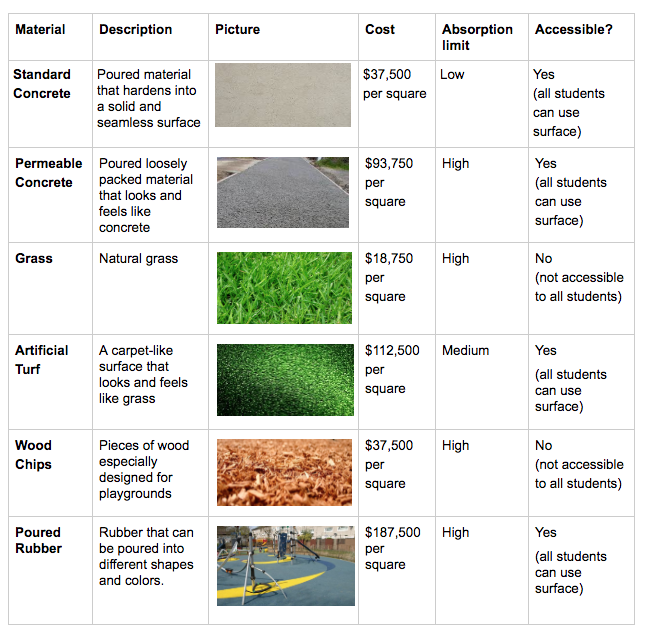 Material
Description
Picture
Cost
Absorption
limit
Accessible?
Standard
Concrete
Poured material
that hardens into
a solid and
seamless surface
$37,500
per square
Low
Yes
(all students
can use
surface)
Permeable
Concrete
Poured loosely
packed material
that looks and
feels like
concrete
$93,750
per
square
High
Yes
(all students
can use
surface)
Grass
Natural grass
$18,750
per
square
High
No
(not accessible
to all students)
Artificial
Turf
A carpet-like
surface that
looks and feels
like grass
$112,500
per
square
Medium
Yes
(all students
can use
surface)
Wood
Chips
Pieces of wood
especially
designed for
playgrounds
$37,500
per
square
High
No
(not accessible
to all students)
Poured
Rubber
Rubber that can
be poured into
different shapes
and colors.
$187,500
per
square
High
Yes
(all students
can use
surface)